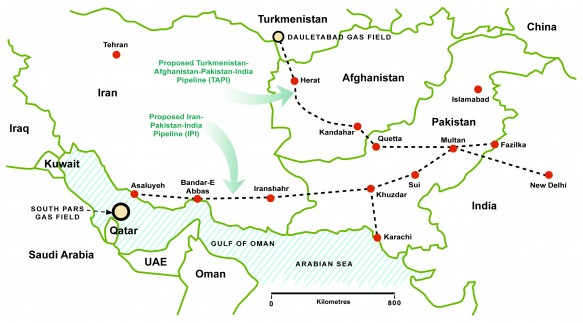 Turkmenistan
China
DAULETABAD GAS FIELD
Tehran
Proposed Turkmenistan-
Afghanistan-Pakistan-India
Pipeline (TAPI)
Herat
Afghanistan
Iran
Islamabad
Proposed Iran-
Pakistan-India
Pipeline (IPI)
Pakistan
Iraq
Kandahar
Quetta
Multan
Fazilka
Kuwait
Asaluyeh
Bandar-E
Abbas
Iranshahr
Khuzdar
Sui
New Delhi
SOUTH PARS
GAS FIELD
Qatar
India
Karachi
GULF OF OMAN
Saudi Arabia
UAE
Oman
ARABIAN SEA
0
Kilometres
800